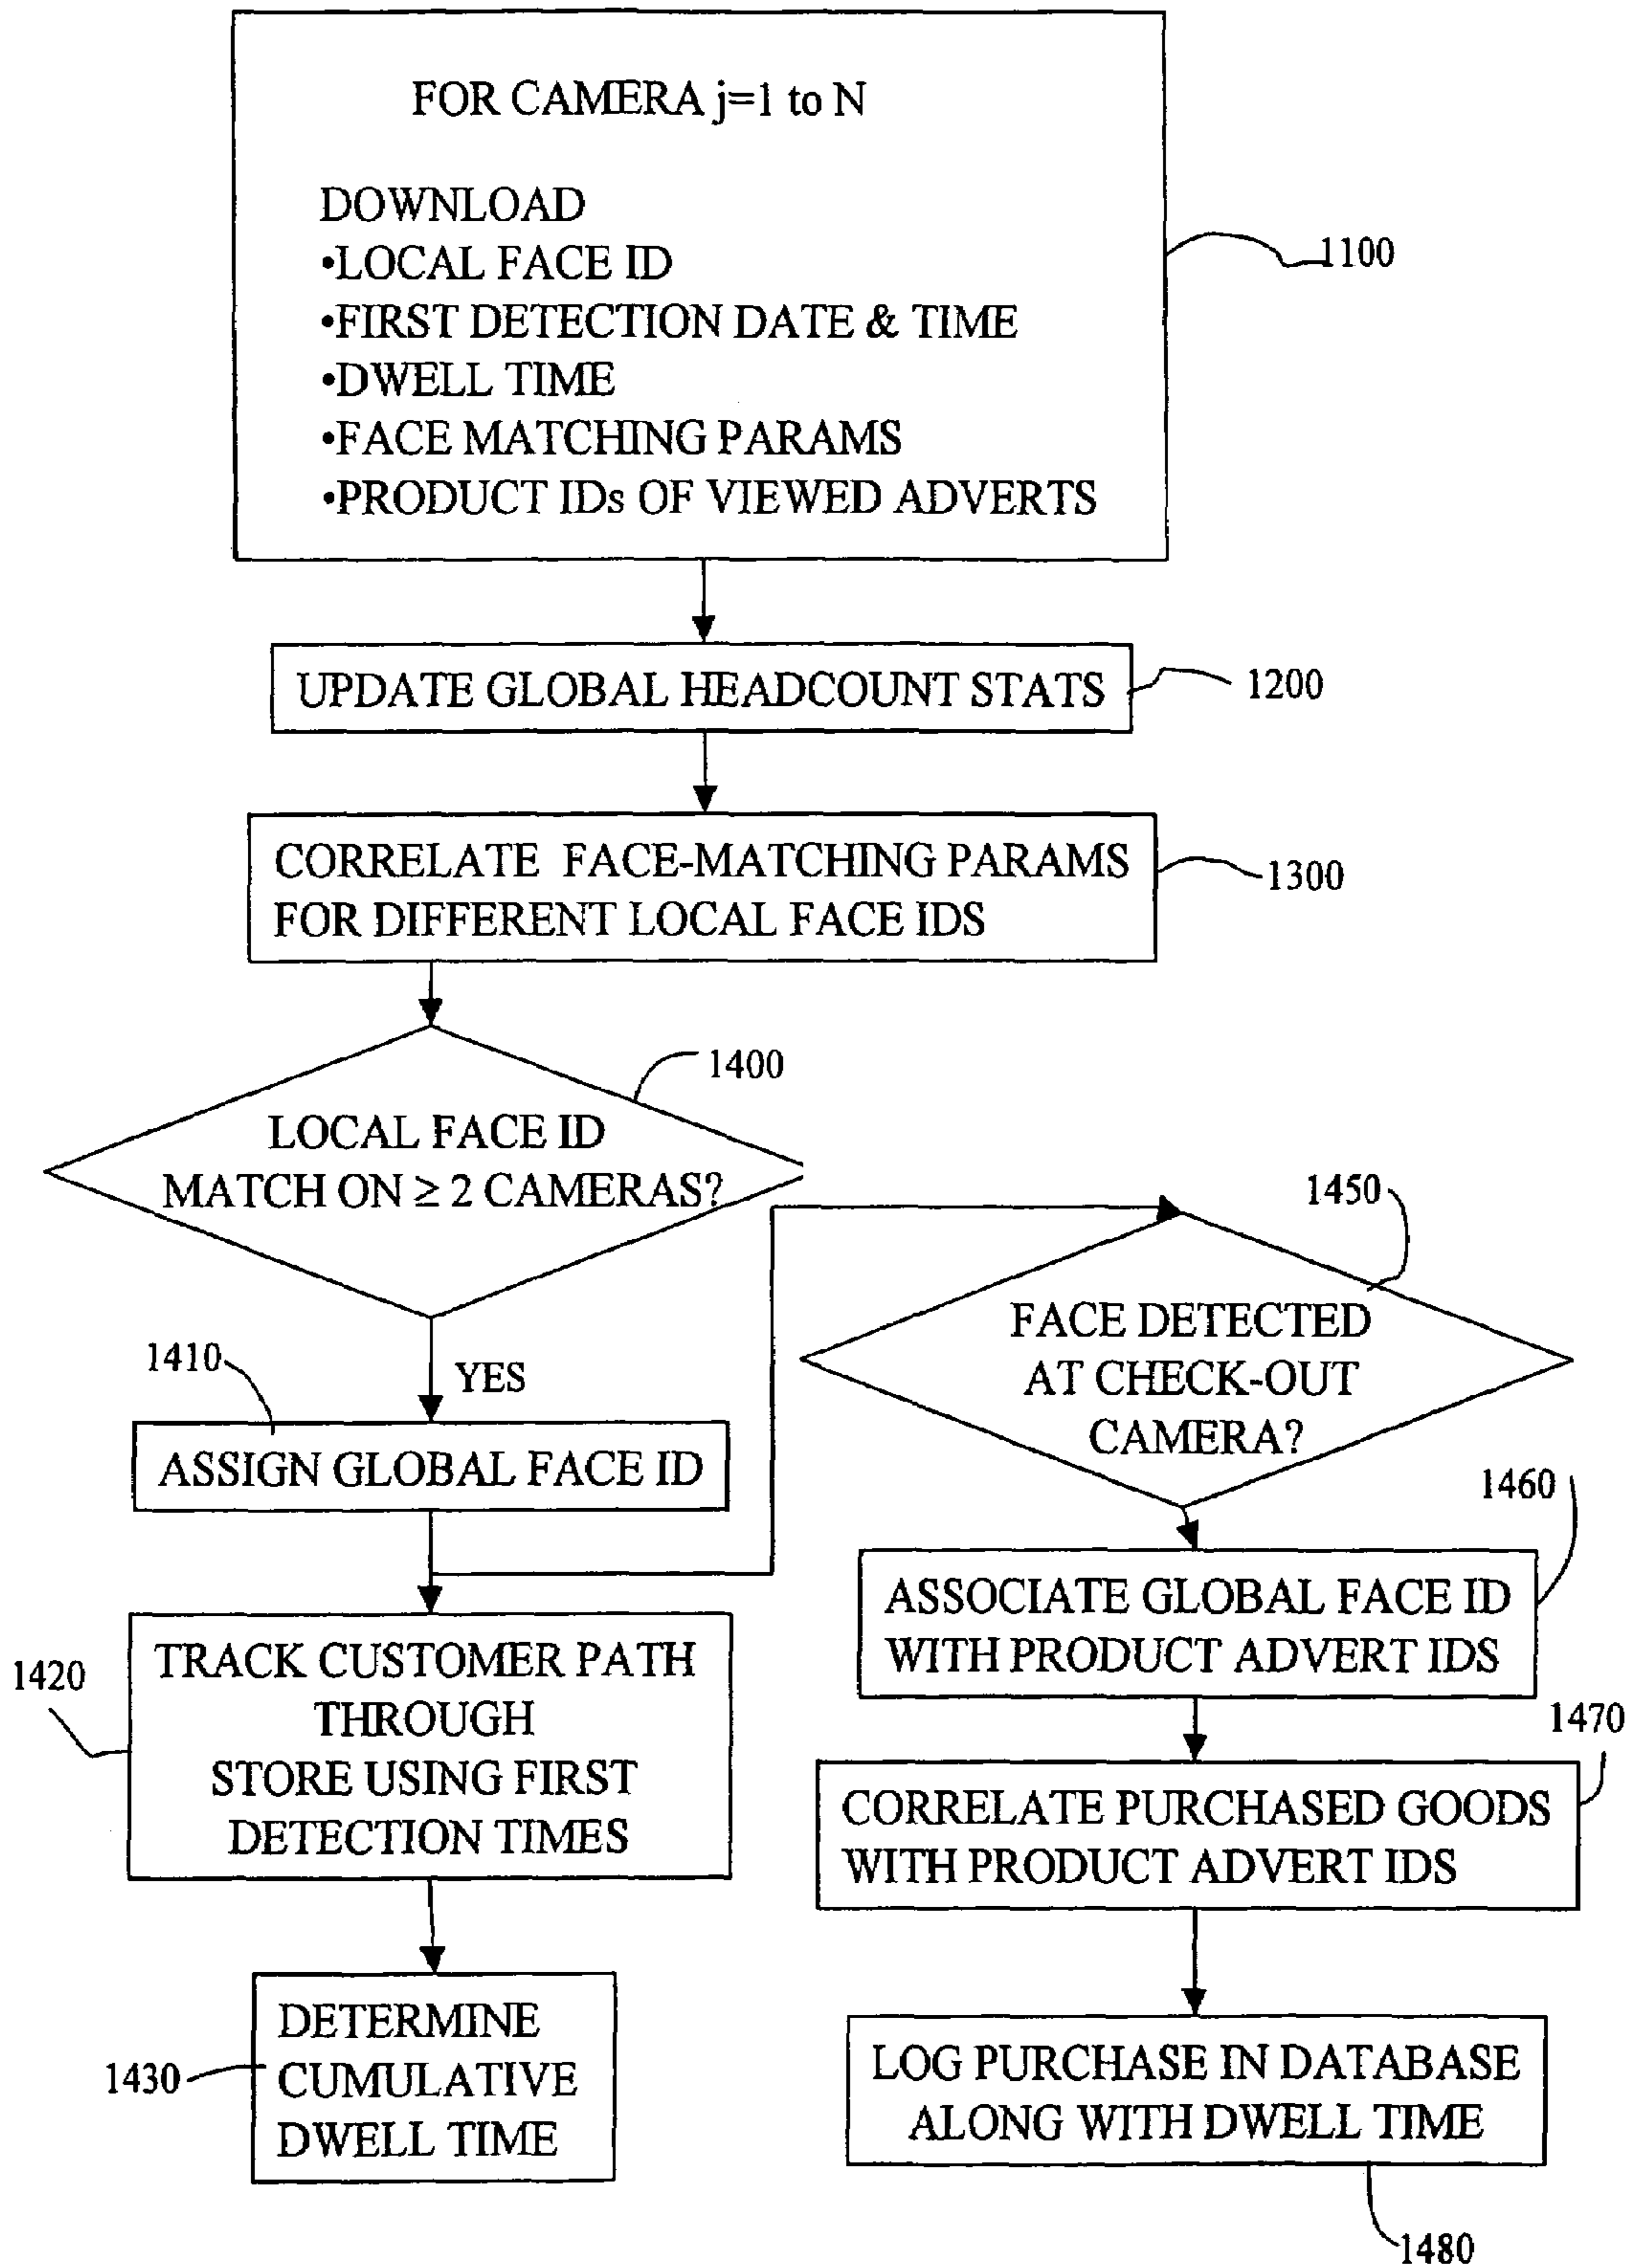 FOR CAMERA j=1 to N
DOWNLOAD
•LOCAL FACE ID
•FIRST DETECTION DATE & TIME
•DWELL TIME
•FACE MATCHING PARAMS
•PRODUCT IDs OF VIEWED ADVERTS
1100
UPDATE GLOBAL HEADCOUNT STATS
1200
CORRELATE FACE-MATCHING PARAMS
FOR DIFFERENT LOCAL FACE IDS
1300
1400
LOCAL FACE ID
MATCH ON ≥ 2 CAMERAS?
YES
1410
ASSIGN GLOBAL FACE ID
1420
TRACK CUSTOMER PATH
THROUGH
STORE USING FIRST
DETECTION TIMES
1430
DETERMINE
CUMULATIVE
DWELL TIME
1450
FACE DETECTED
AT CHECK-OUT
CAMERA?
1460
ASSOCIATE GLOBAL FACE ID
WITH PRODUCT ADVERT IDS
1470
CORRELATE PURCHASED GOODS
WITH PRODUCT ADVERT IDS
LOG PURCHASE IN DATABASE
ALONG WITH DWELL TIME
1480